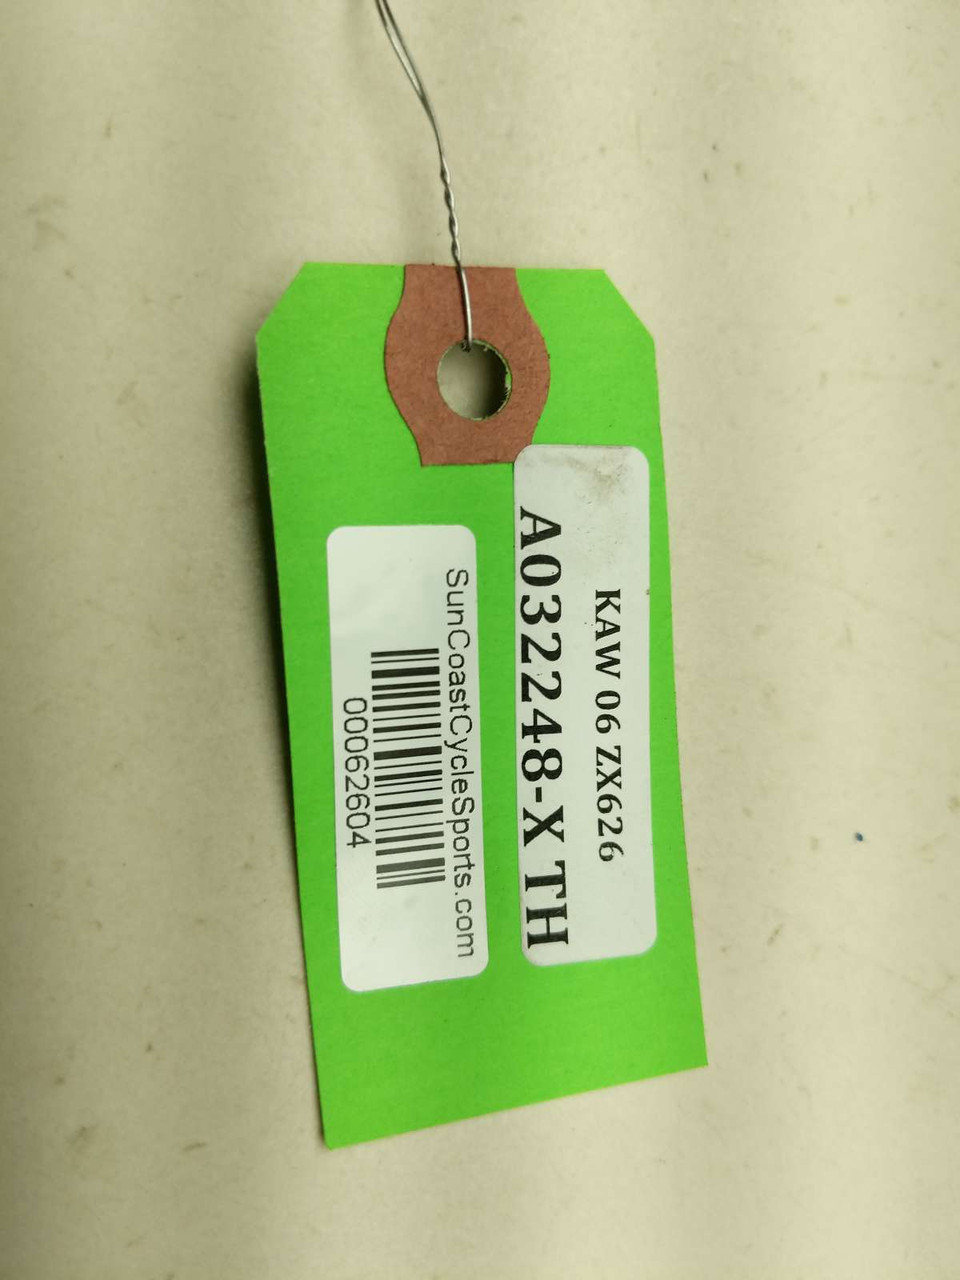 KAW 06 ZX626
A032248-X TH
SunCoastCycleSports.com
00062604